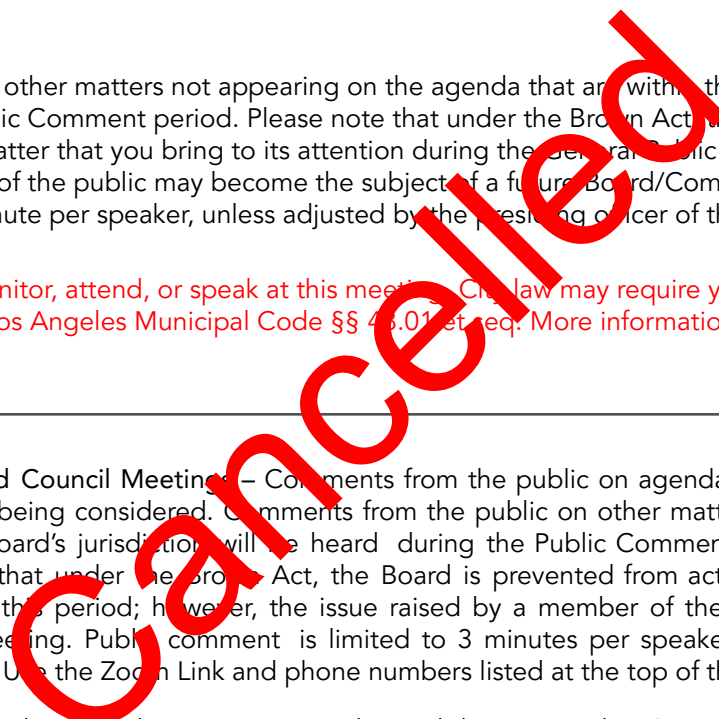 other matters not appearing on the agenda that are within th
ic Comment period. Please note that under the Brown Act,
atter that you bring to its attention during the General Public
of the public may become the subject of a future Board/Com
nute per speaker, unless adjusted by the presiding officer of th
nitor, attend, or speak at this meeting, City law may require y
os Angeles Municipal Code §§ 48.01 et seq. More informatio
d Council Meetings – Comments from the public on agenda
being considered. Comments from the public on other matt
oard’s jurisdiction will be heard during the Public Commen
that under the Brown Act, the Board is prevented from act
this period; however, the issue raised by a member of the
eeting. Public comment is limited to 3 minutes per speake
Use the Zoom Link and phone numbers listed at the top of th
Cancelled